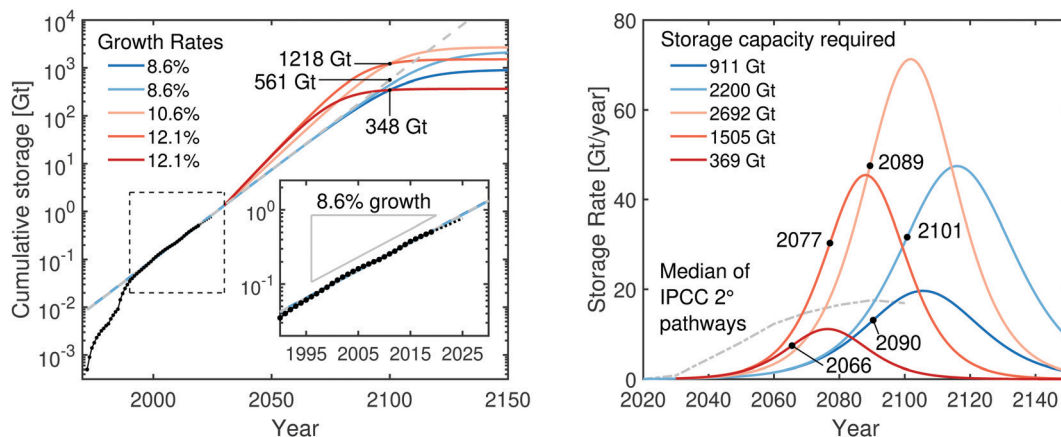 Cumulative storage [Gt]
10⁴
10³
10²
10¹
10⁰
10⁻¹
10⁻²
10⁻³
Growth Rates
8.6%
8.6%
10.6%
12.1%
12.1%
1218 Gt
561 Gt
348 Gt
8.6% growth
10⁰
10⁻¹
1995 2005 2015 2025
2000 2050 2100 2150
Year
Storage Rate [Gt/year]
80
60
40
20
0
Storage capacity required
911 Gt
2200 Gt
2692 Gt
1505 Gt
369 Gt
2089
2077
2101
Median of
IPCC 2°
pathways
2090
2066
2020 2040 2060 2080 2100 2120 2140
Year